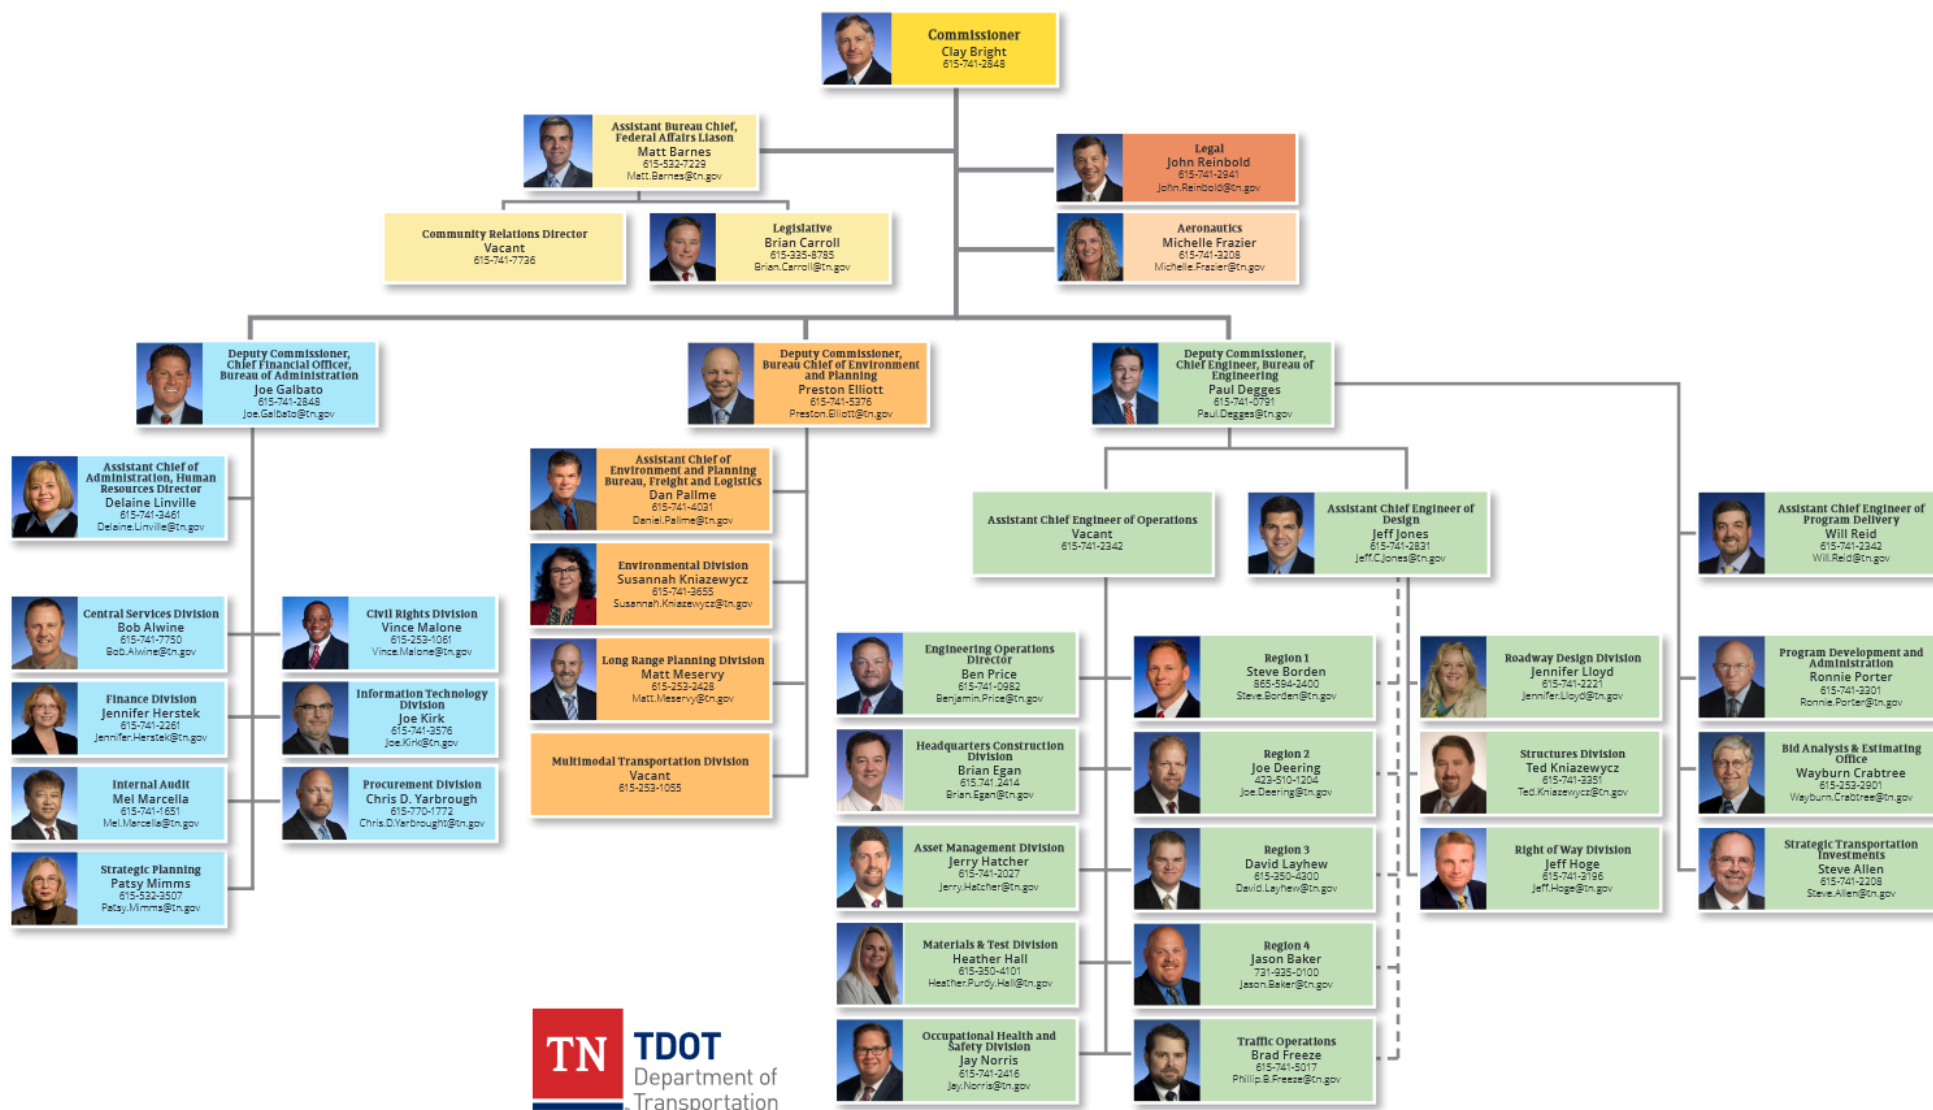 Commissioner
Clay Bright
615-741-2848
Assistant Bureau Chief,
Federal Affairs Liason
Matt Barnes
615-532-7229
Matt.Barnes@tn.gov
Legal
John Reinbold
615-741-2941
John.Reinbold@tn.gov
Community Relations Director
Vacant
615-741-7736
Legislative
Brian Carroll
615-335-8785
Brian.Carroll@tn.gov
Aeronautics
Michelle Frazier
615-741-3208
Michelle.Frazier@tn.gov
Deputy Commissioner,
Chief Financial Officer,
Bureau of Administration
Joe Galbato
615-741-2848
Joe.Galbato@tn.gov
Deputy Commissioner,
Bureau Chief of Environment
and Planning
Preston Elliott
615-741-5376
Preston.Elliott@tn.gov
Deputy Commissioner,
Chief Engineer, Bureau of
Engineering
Paul Degges
615-741-0791
Paul.Degges@tn.gov
Assistant Chief of
Administration, Human
Resources Director
Delaine Linville
615-741-3461
Delaine.Linville@tn.gov
Central Services Division
Bob Alwine
615-741-7750
Bob.Alwine@tn.gov
Civil Rights Division
Vince Malone
615-253-1061
Vince.Malone@tn.gov
Finance Division
Jennifer Herstek
615-741-2261
Jennifer.Herstek@tn.gov
Information Technology
Division
Joe Kirk
615-741-3576
Joe.Kirk@tn.gov
Internal Audit
Mel Marcella
615-741-1651
Mel.Marcella@tn.gov
Procurement Division
Chris D. Yarbrough
615-770-1772
Chris.D.Yarbrought@tn.gov
Strategic Planning
Patsy Mimms
615-532-3507
Patsy.Mimms@tn.gov
Assistant Chief of
Environment and Planning
Bureau, Freight and Logistics
Dan Pallme
615-741-4031
Daniel.Pallme@tn.gov
Environmental Division
Susannah Kniazewycz
615-741-3655
Susannah.Kniazewycz@tn.gov
Long Range Planning Division
Matt Meservy
615-253-2428
Matt.Meservy@tn.gov
Multimodal Transportation Division
Vacant
615-253-1055
Assistant Chief Engineer of Operations
Vacant
615-741-2342
Assistant Chief Engineer of
Design
Jeff Jones
615-741-2831
Jeff.C.Jones@tn.gov
Assistant Chief Engineer of
Program Delivery
Will Reid
615-741-2342
Will.Reid@tn.gov
Engineering Operations
Director
Ben Price
615-741-0982
Benjamin.Price@tn.gov
Region 1
Steve Borden
865-594-2400
Steve.Borden@tn.gov
Roadway Design Division
Jennifer Lloyd
615-741-2221
Jennifer.Lloyd@tn.gov
Program Development and
Administration
Ronnie Porter
615-741-3301
Ronnie.Porter@tn.gov
Headquarters Construction
Division
Brian Egan
615.741.2414
Brian.Egan@tn.gov
Region 2
Joe Deering
423-510-1204
Joe.Deering@tn.gov
Structures Division
Ted Kniazewycz
615-741-3351
Ted.Kniazewycz@tn.gov
Bid Analysis & Estimating
Office
Wayburn Crabtree
615-253-2901
Wayburn.Crabtree@tn.gov
Asset Management Division
Jerry Hatcher
615-741-2027
Jerry.Hatcher@tn.gov
Region 3
David Layhew
615-350-4300
David.Layhew@tn.gov
Right of Way Division
Jeff Hoge
615-741-3196
Jeff.Hoge@tn.gov
Strategic Transportation
Investments
Steve Allen
615-741-2208
Steve.Allen@tn.gov
Materials & Test Division
Heather Hall
615-350-4101
Heather.Purdy.Hall@tn.gov
Region 4
Jason Baker
731-935-0100
Jason.Baker@tn.gov
Occupational Health and
Safety Division
Jay Norris
615-741-2416
Jay.Norris@tn.gov
Traffic Operations
Brad Freeze
615-741-5017
Phillip.B.Freeze@tn.gov
TN
TDOT
Department of
Transportation